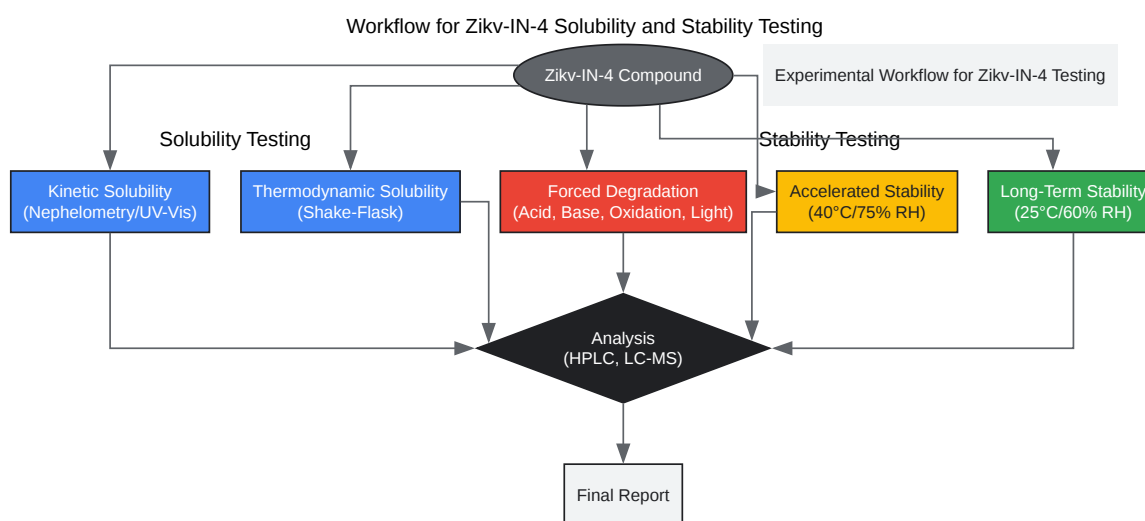 Workflow for Zikv-IN-4 Solubility and Stability Testing
Zikv-IN-4 Compound
Experimental Workflow for Zikv-IN-4 Testing
Solubility Testing
Stability Testing
Kinetic Solubility
(Nephelometry/UV-Vis)
Thermodynamic Solubility
(Shake-Flask)
Forced Degradation
(Acid, Base, Oxidation, Light)
Accelerated Stability
(40°C/75% RH)
Long-Term Stability
(25°C/60% RH)
Analysis
(HPLC, LC-MS)
Final Report